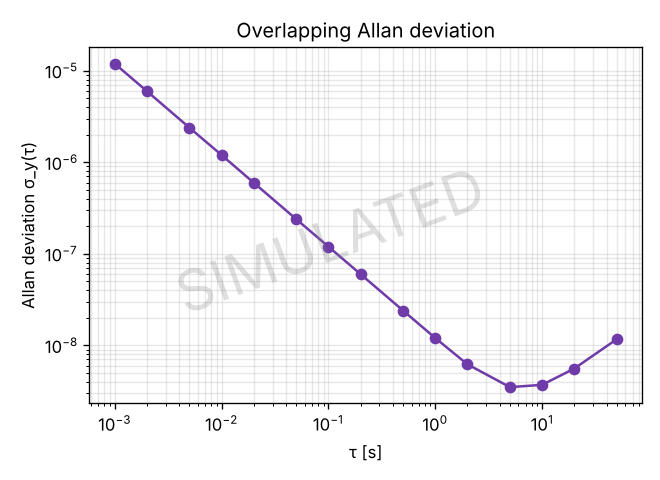 Overlapping Allan deviation
10⁻⁵
10⁻⁶
10⁻⁷
10⁻⁸
Allan deviation σ_y(τ)
SIMULATED
10⁻³
10⁻²
10⁻¹
10⁰
10¹
τ [s]